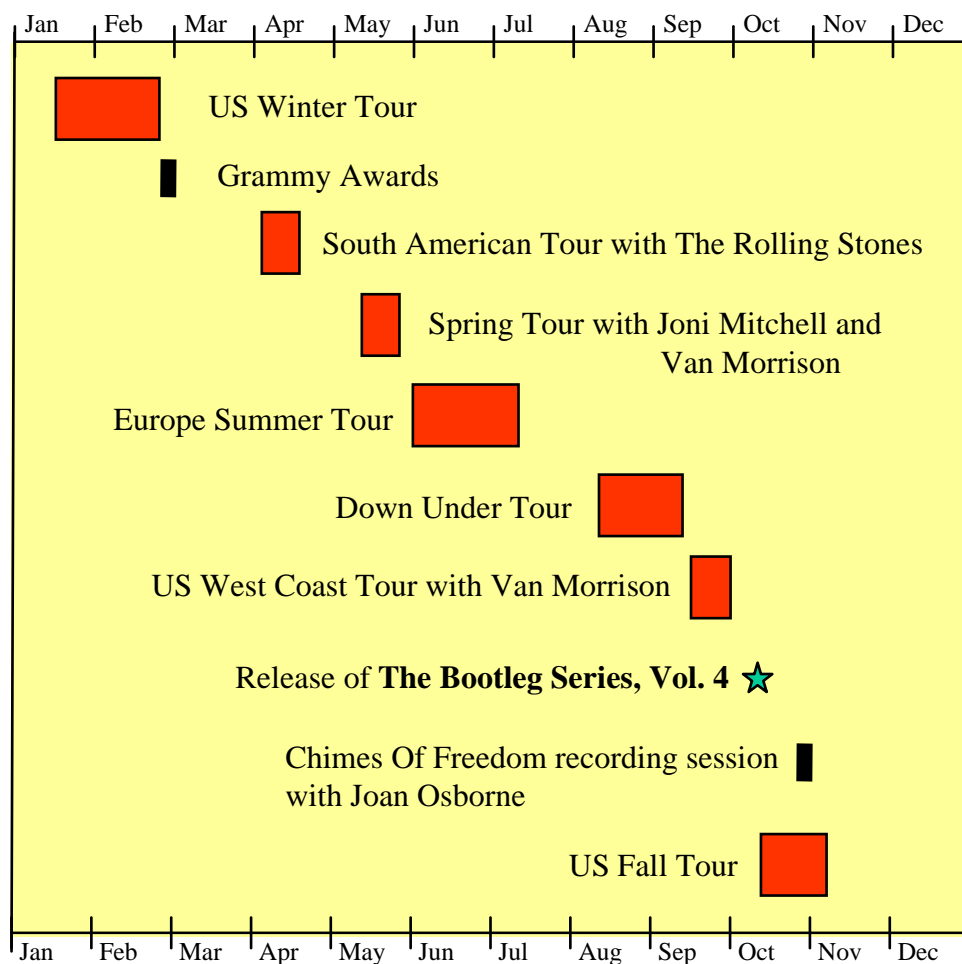 Jan Feb Mar Apr May Jun Jul Aug Sep Oct Nov Dec
US Winter Tour
Grammy Awards
South American Tour with The Rolling Stones
Spring Tour with Joni Mitchell and
Van Morrison
Europe Summer Tour
Down Under Tour
US West Coast Tour with Van Morrison
Release of The Bootleg Series, Vol. 4
Chimes Of Freedom recording session
with Joan Osborne
US Fall Tour
Jan Feb Mar Apr May Jun Jul Aug Sep Oct Nov Dec